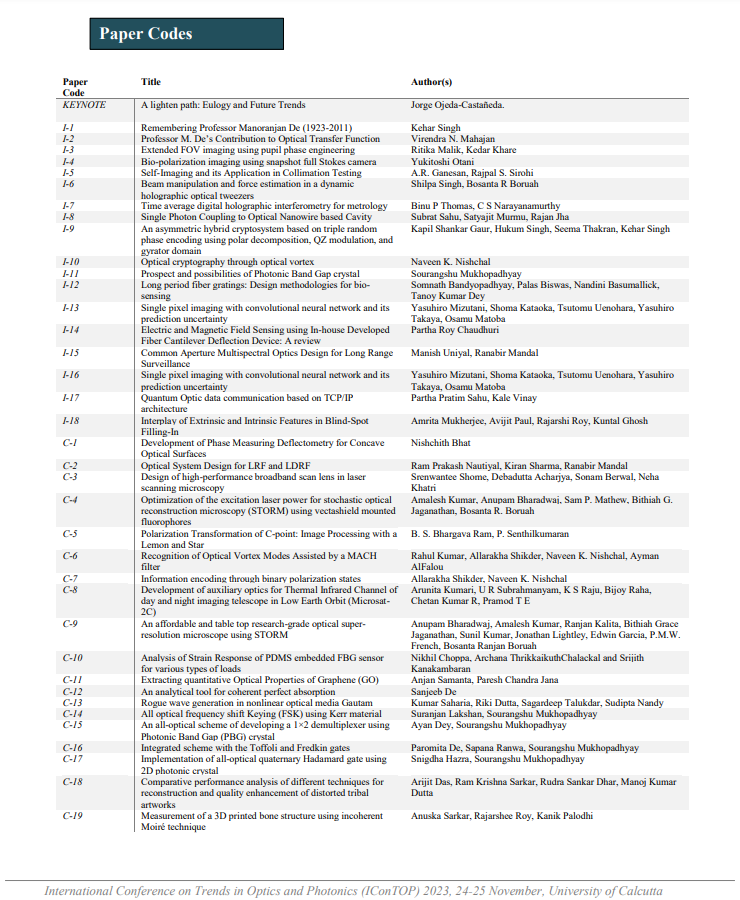 Paper Codes
Paper Code Title Author(s)
KEYNOTE A lighten path: Eulogy and Future Trends Jorge Ojeda-Castañeda.
I-1 Remembering Professor Manoranjan De (1923-2011) Kehar Singh
I-2 Professor M. De's Contribution to Optical Transfer Function Virendra N. Mahajan
I-3 Extended FOV imaging using pupil phase engineering Ritika Malik, Kedar Khare
I-4 Bio-polarization imaging using snapshot full Stokes camera Yukitoshi Otani
I-5 Self-Imaging and its Application in Collimation Testing A.R. Ganesan, Rajpal S. Sirohi
I-6 Beam manipulation and force estimation in a dynamic Shilpa Singh, Bosanta R Boruah
holographic optical tweezers
I-7 Time average digital holographic interferometry for metrology Binu P Thomas, C S Narayanamurthy
I-8 Single Photon Coupling to Optical Nanowire based Cavity Subrat Sahu, Satyajit Murmu, Rajan Jha
I-9 An asymmetric hybrid cryptosystem based on triple random Kapil Shankar Gaur, Hukum Singh, Seema Thakran, Kehar Singh
phase encoding using polar decomposition, QZ modulation, and
gyrator domain
I-10 Optical cryptography through optical vortex Naveen K. Nishchal
I-11 Prospect and possibilities of Photonic Band Gap crystal Sourangshu Mukhopadhyay
I-12 Long period fiber gratings: Design methodologies for bio- Somnath Bandyopadhyay, Palas Biswas, Nandini Basumallick,
sensing Tanoy Kumar Dey
I-13 Single pixel imaging with convolutional neural network and its Yasuhiro Mizutani, Shoma Kataoka, Tsutomu Uenohara, Yasuhiro
prediction uncertainty Takaya, Osamu Matoba
I-14 Electric and Magnetic Field Sensing using In-house Developed Partha Roy Chaudhuri
Fiber Cantilever Deflection Device: A review
I-15 Common Aperture Multispectral Optics Design for Long Range Manish Uniyal, Ranabir Mandal
Surveillance
I-16 Single pixel imaging with convolutional neural network and its Yasuhiro Mizutani, Shoma Kataoka, Tsutomu Uenohara, Yasuhiro
prediction uncertainty Takaya, Osamu Matoba
I-17 Quantum Optic data communication based on TCP/IP Partha Pratim Sahu, Kale Vinay
architecture
I-18 Interplay of Extrinsic and Intrinsic Features in Blind-Spot Amrita Mukherjee, Avijit Paul, Rajarshi Roy, Kuntal Ghosh
Filling-In
C-1 Development of Phase Measuring Deflectometry for Concave Nishchith Bhat
Optical Surfaces
C-2 Optical System Design for LRF and LDRF Ram Prakash Nautiyal, Kiran Sharma, Ranabir Mandal
C-3 Design of high-performance broadband scan lens in laser Srenwantee Shome, Debadutta Acharjya, Sonam Berwal, Neha
scanning microscopy Khatri
C-4 Optimization of the excitation laser power for stochastic optical Amalesh Kumar, Anupam Bharadwaj, Sam P. Mathew, Bithiah G.
reconstruction microscopy (STORM) using vectashield mounted Jaganathan, Bosanta R. Boruah
fluorophores
C-5 Polarization Transformation of C-point: Image Processing with a B. S. Bhargava Ram, P. Senthilkumaran
Lemon and Star
C-6 Recognition of Optical Vortex Modes Assisted by a MACH Rahul Kumar, Allarakha Shikder, Naveen K. Nishchal, Ayman
filter AlFalou
C-7 Information encoding through binary polarization states Allarakha Shikder, Naveen K. Nishchal
C-8 Development of auxiliary optics for Thermal Infrared Channel of Arunita Kumari, U R Subrahmanyam, K S Raju, Bijoy Raha,
day and night imaging telescope in Low Earth Orbit (Microsat- Chetan Kumar R, Pramod T E
2C)
C-9 An affordable and table top research-grade optical super- Anupam Bharadwaj, Amalesh Kumar, Ranjan Kalita, Bithiah Grace
resolution microscope using STORM Jaganathan, Sunil Kumar, Jonathan Lightley, Edwin Garcia, P.M.W.
French, Bosanta Ranjan Boruah
C-10 Analysis of Strain Response of PDMS embedded FBG sensor Nikhil Choppa, Archana ThrikkaikuthChalackal and Srijith
for various types of loads Kanakambaran
C-11 Extracting quantitative Optical Properties of Graphene (GO) Anjan Samanta, Paresh Chandra Jana
C-12 An analytical tool for coherent perfect absorption Sanjeeb De
C-13 Rogue wave generation in nonlinear optical media Gautam Kumar Saharia, Riki Dutta, Sagardeep Talukdar, Sudipta Nandy
C-14 All optical frequency shift Keying (FSK) using Kerr material Suranjan Lakshan, Sourangshu Mukhopadhyay
C-15 An all-optical scheme of developing a 1×2 demultiplexer using Ayan Dey, Sourangshu Mukhopadhyay
Photonic Band Gap (PBG) crystal
C-16 Integrated scheme with the Toffoli and Fredkin gates Paromita De, Sapana Ranwa, Sourangshu Mukhopadhyay
C-17 Implementation of all-optical quaternary Hadamard gate using Snigdha Hazra, Sourangshu Mukhopadhyay
2D photonic crystal
C-18 Comparative performance analysis of different techniques for Arijit Das, Ram Krishna Sarkar, Rudra Sankar Dhar, Manoj Kumar
reconstruction and quality enhancement of distorted tribal Dutta
artworks
C-19 Measurement of a 3D printed bone structure using incoherent Anuska Sarkar, Rajarshee Roy, Kanik Palodhi
Moiré technique
International Conference on Trends in Optics and Photonics (IConTOP) 2023, 24-25 November, University of Calcutta